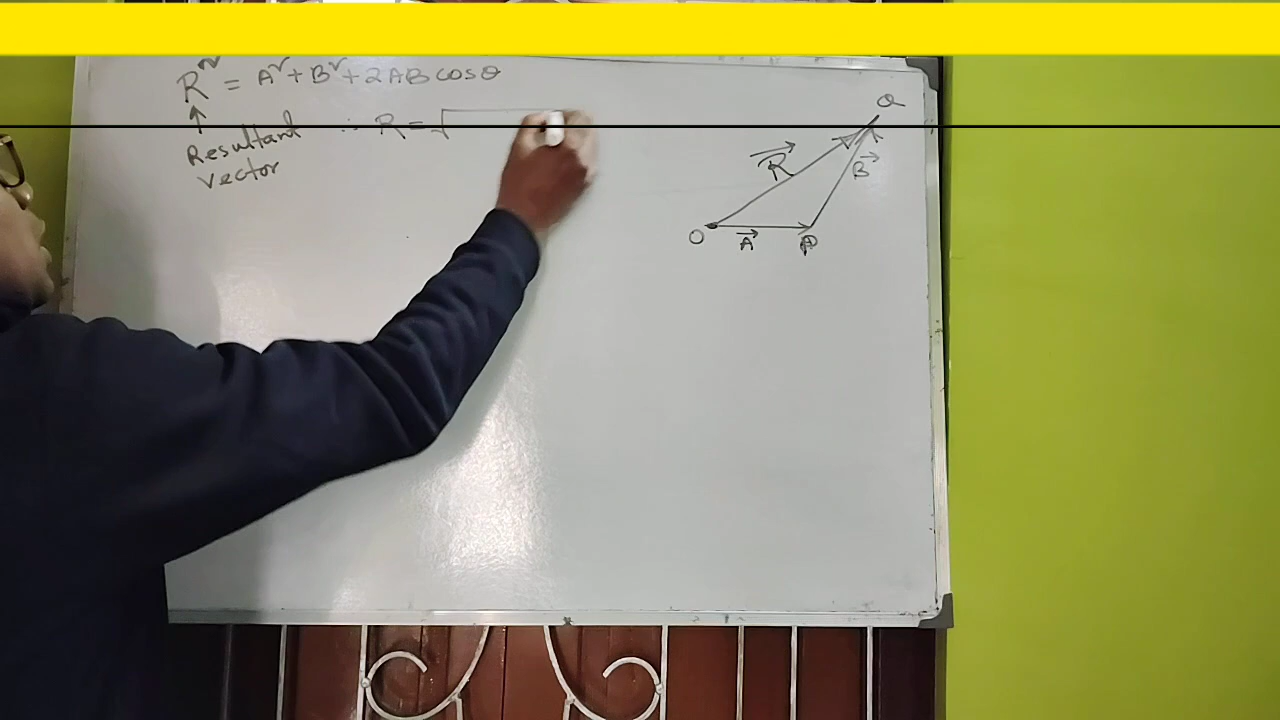 R² = A² + B² + 2AB cosθ
↑
Resultant
vector
∴ R = √
Q
R⃗
B⃗
O
A⃗
P